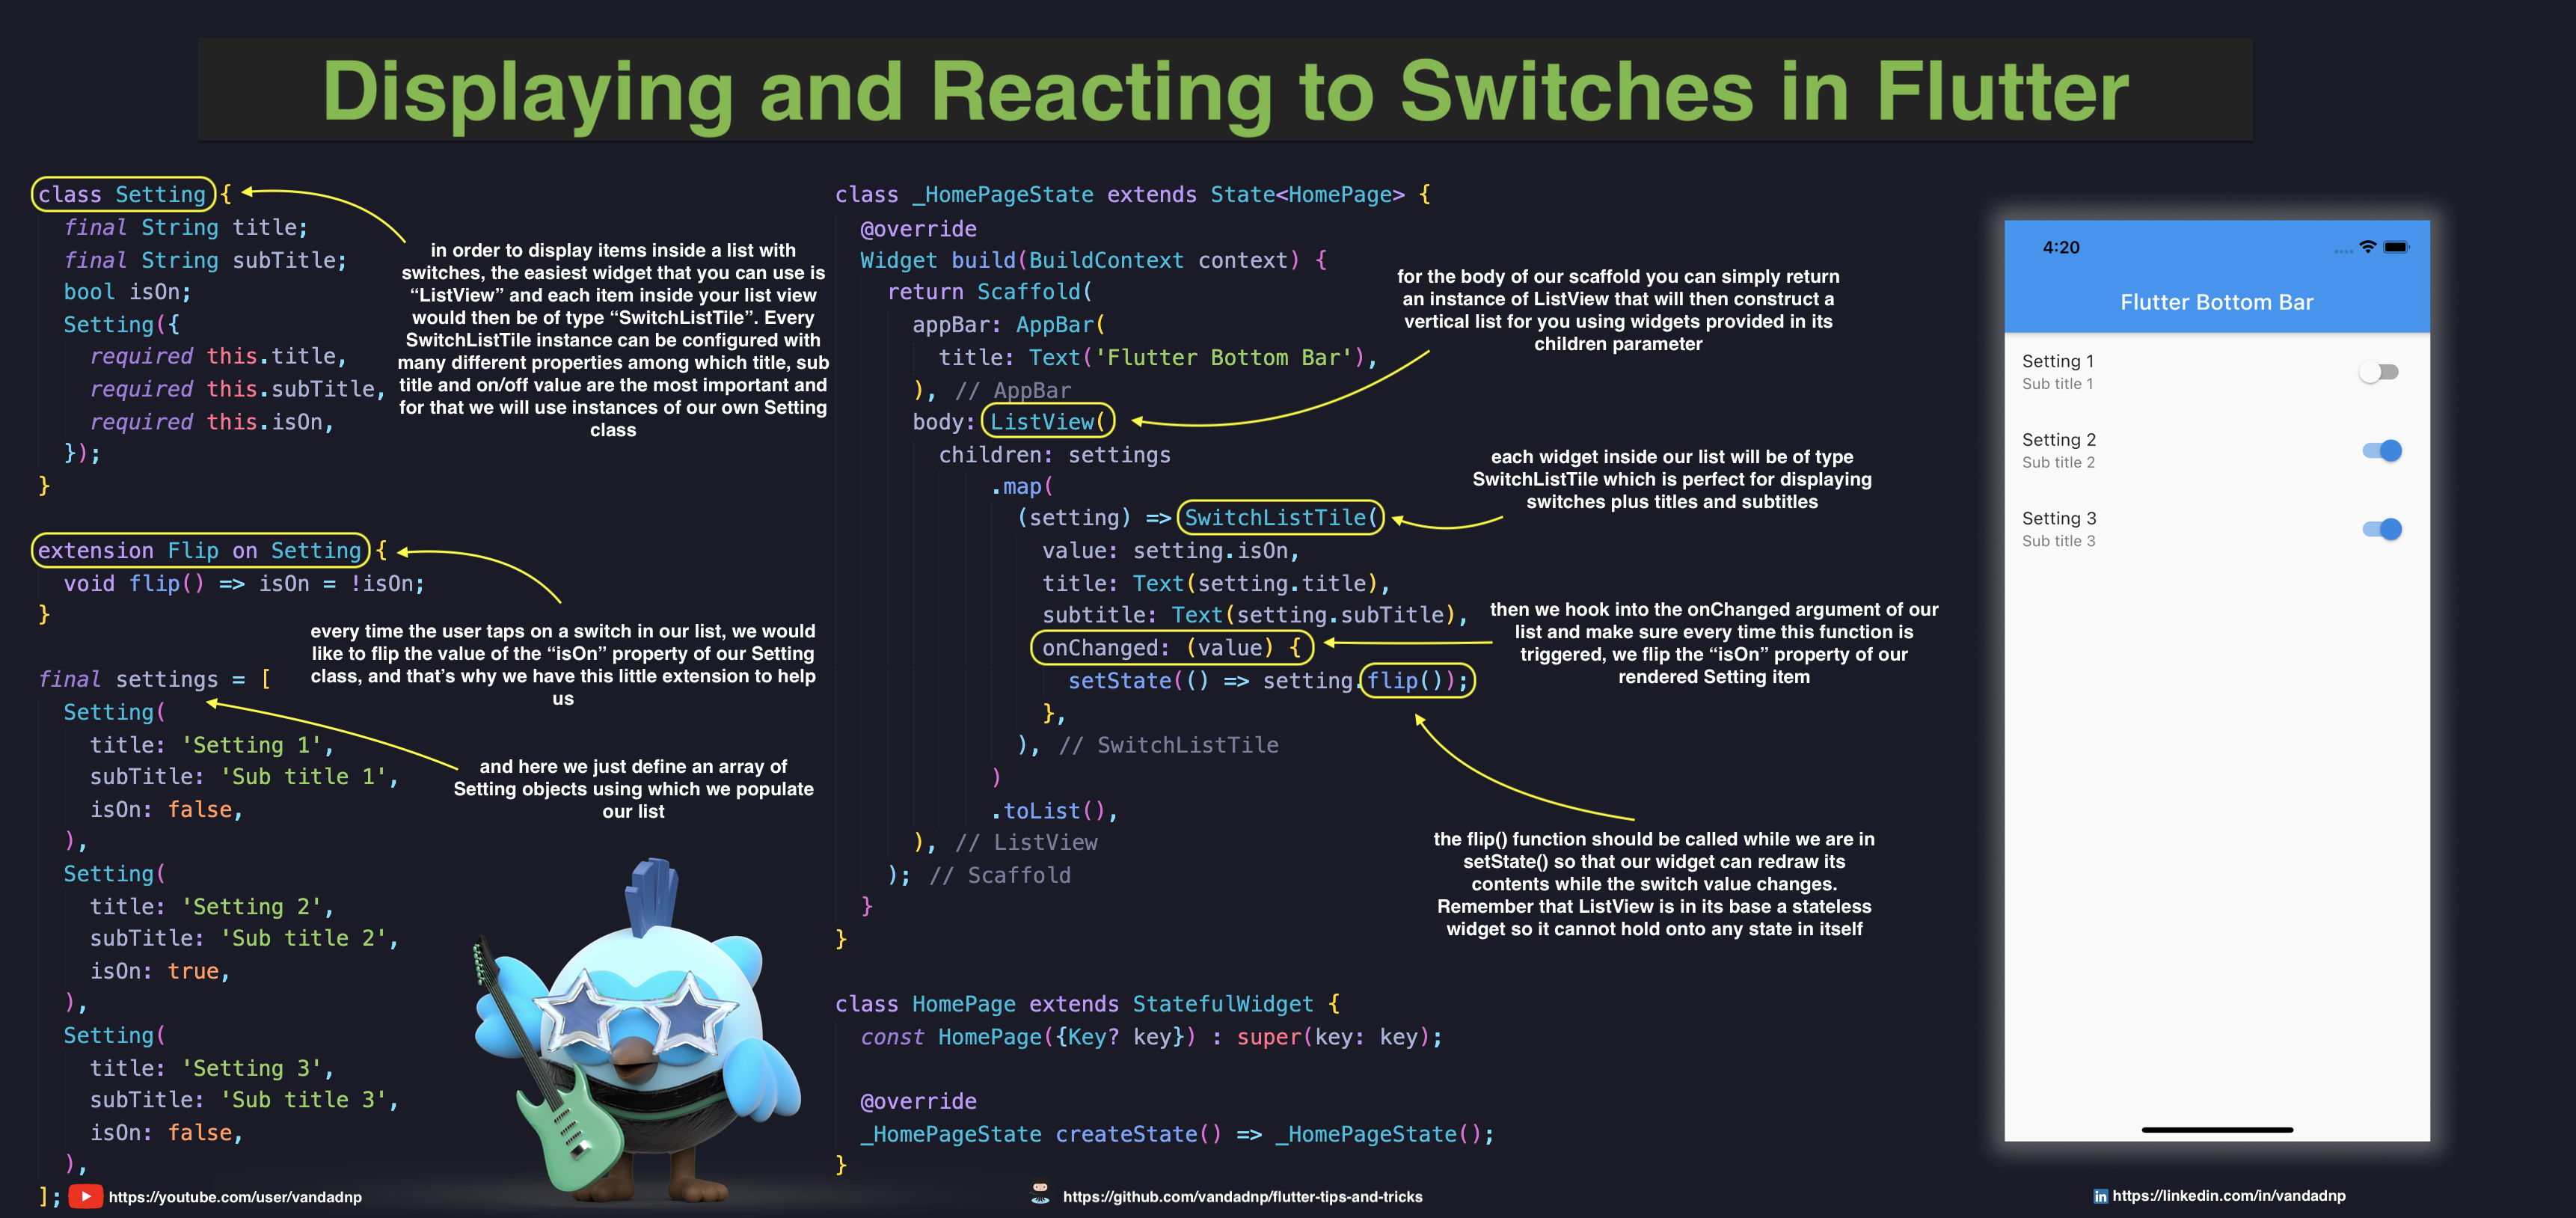 Displaying and Reacting to Switches in Flutter
class Setting {
final String title;
final String subTitle;
bool isOn;
Setting({
required this.title,
required this.subTitle,
required this.isOn,
});
}
in order to display items inside a list with
switches, the easiest widget that you can use is
“ListView” and each item inside your list view
would then be of type “SwitchListTile”. Every
SwitchListTile instance can be configured with
many different properties among which title, sub
title and on/off value are the most important and
for that we will use instances of our own Setting
class
extension Flip on Setting {
void flip() => isOn = !isOn;
}
every time the user taps on a switch in our list, we would
like to flip the value of the “isOn” property of our Setting
class, and that’s why we have this little extension to help
us
final settings = [
Setting(
title: 'Setting 1',
subTitle: 'Sub title 1',
isOn: false,
),
Setting(
title: 'Setting 2',
subTitle: 'Sub title 2',
isOn: true,
),
Setting(
title: 'Setting 3',
subTitle: 'Sub title 3',
isOn: false,
),
];
and here we just define an array of
Setting objects using which we populate
our list
class _HomePageState extends State<HomePage> {
@override
Widget build(BuildContext context) {
return Scaffold(
appBar: AppBar(
title: Text('Flutter Bottom Bar'),
), // AppBar
body: ListView(
children: settings
.map(
(setting) => SwitchListTile(
value: setting.isOn,
title: Text(setting.title),
subtitle: Text(setting.subTitle),
onChanged: (value) {
setState(() => setting.flip());
},
), // SwitchListTile
)
.toList(),
), // ListView
); // Scaffold
}
}
class HomePage extends StatefulWidget {
const HomePage({Key? key}) : super(key: key);
@override
_HomePageState createState() => _HomePageState();
}
for the body of our scaffold you can simply return
an instance of ListView that will then construct a
vertical list for you using widgets provided in its
children parameter
each widget inside our list will be of type
SwitchListTile which is perfect for displaying
switches plus titles and subtitles
then we hook into the onChanged argument of our
list and make sure every time this function is
triggered, we flip the “isOn” property of our
rendered Setting item
the flip() function should be called while we are in
setState() so that our widget can redraw its
contents while the switch value changes.
Remember that ListView is in its base a stateless
widget so it cannot hold onto any state in itself
4:20
Flutter Bottom Bar
Setting 1
Sub title 1
Setting 2
Sub title 2
Setting 3
Sub title 3
https://youtube.com/user/vandadnp
https://github.com/vandadnp/flutter-tips-and-tricks
in https://linkedin.com/in/vandadnp